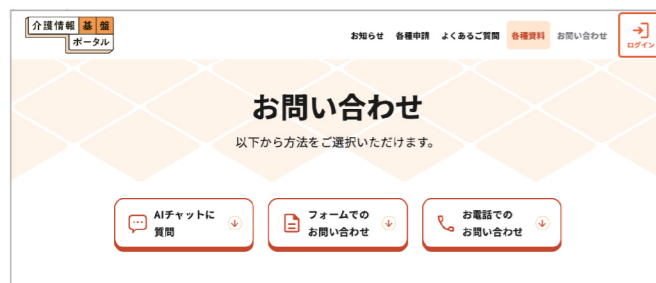 介護情報基盤
ポータル
お知らせ 各種申請 よくあるご質問 各種資料 お問い合わせ
ログイン
お問い合わせ
以下から方法をご選択いただけます。
AIチャットに
質問
フォームでの
お問い合わせ
お電話での
お問い合わせ